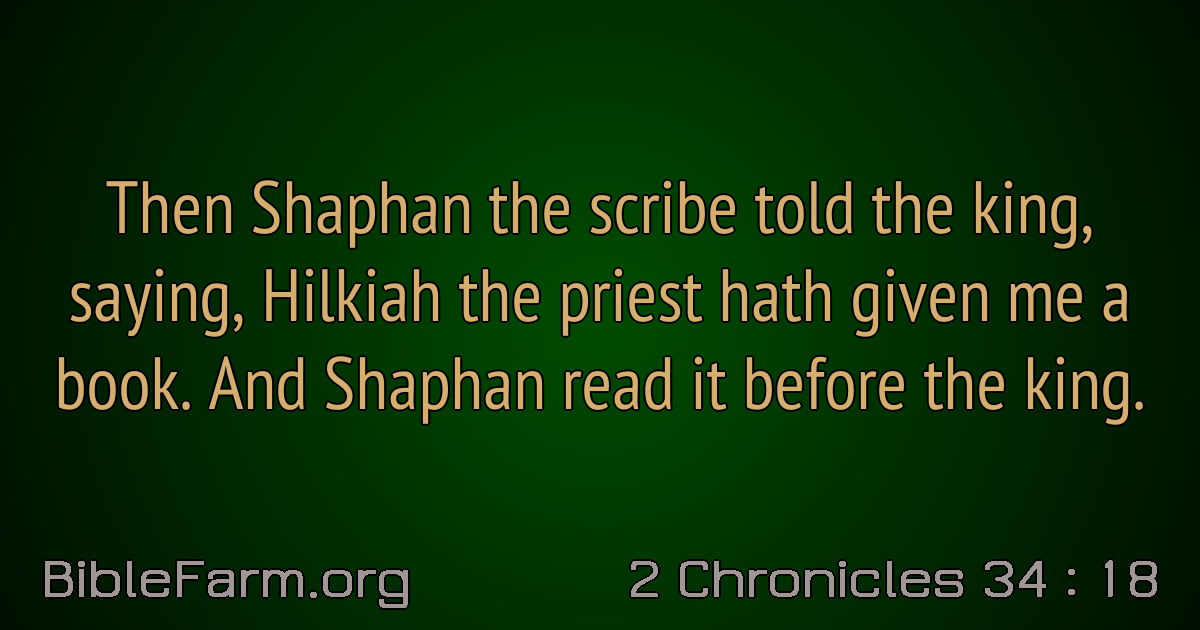 Then Shaphan the scribe told the king,
saying, Hilkiah the priest hath given me a
book. And Shaphan read it before the king.
BibleFarm.org
2 Chronicles 34 : 18